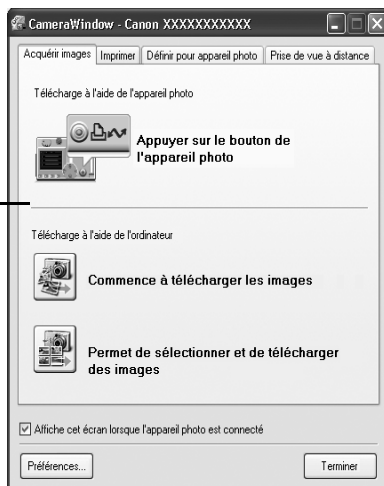 CameraWindow - Canon XXXXXXXXXXX
Acquérir images
Imprimer
Définir pour appareil photo
Prise de vue à distance
Télécharge à l'aide de l'appareil photo
Appuyer sur le bouton de
l'appareil photo
Télécharge à l'aide de l'ordinateur
Commence à télécharger les images
Permet de sélectionner et de télécharger
des images
Affiche cet écran lorsque l'appareil photo est connecté
Préférences...
Terminer